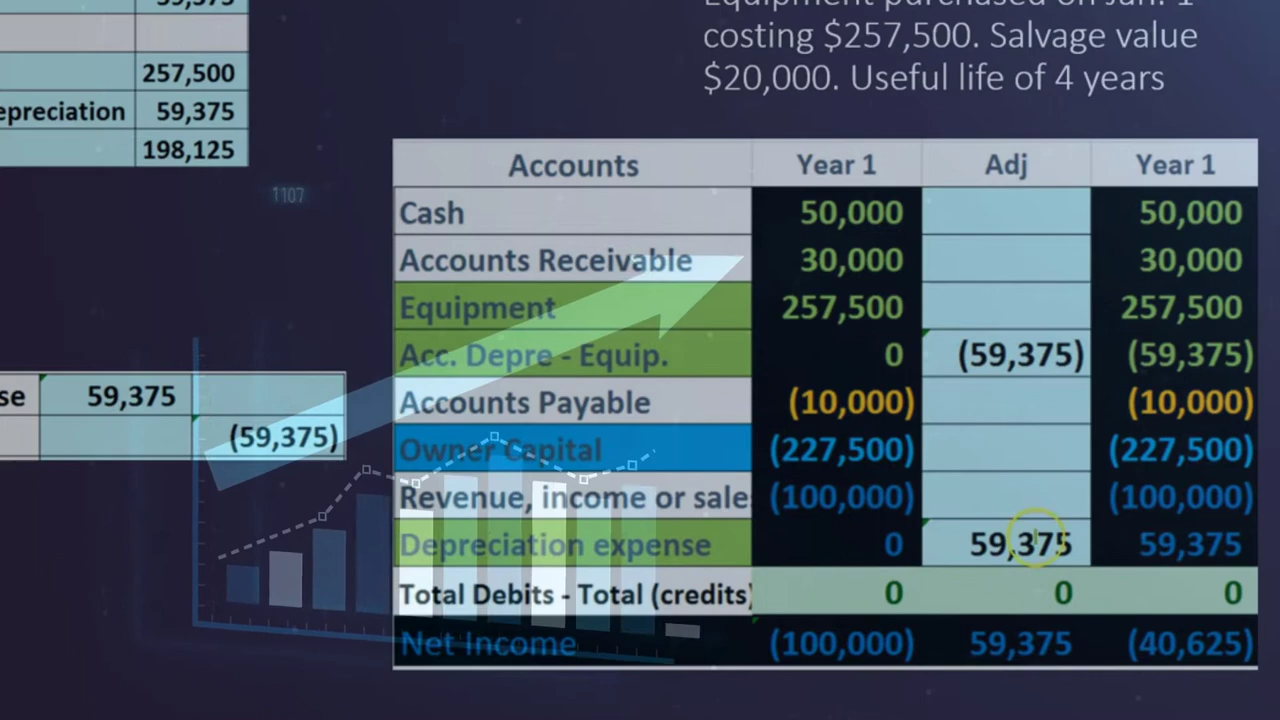 59,375
257,500
epreciation 59,375
198,125
Equipment purchased on Jan. 1
costing $257,500. Salvage value
$20,000. Useful life of 4 years
1107
se 59,375
(59,375)
Accounts Year 1 Adj Year 1
Cash 50,000 50,000
Accounts Receivable 30,000 30,000
Equipment 257,500 257,500
Acc. Depre - Equip. 0 (59,375) (59,375)
Accounts Payable (10,000) (10,000)
Owner Capital (227,500) (227,500)
Revenue, income or sale (100,000) (100,000)
Depreciation expense 0 59,375 59,375
Total Debits - Total (credits) 0 0 0
Net Income (100,000) 59,375 (40,625)